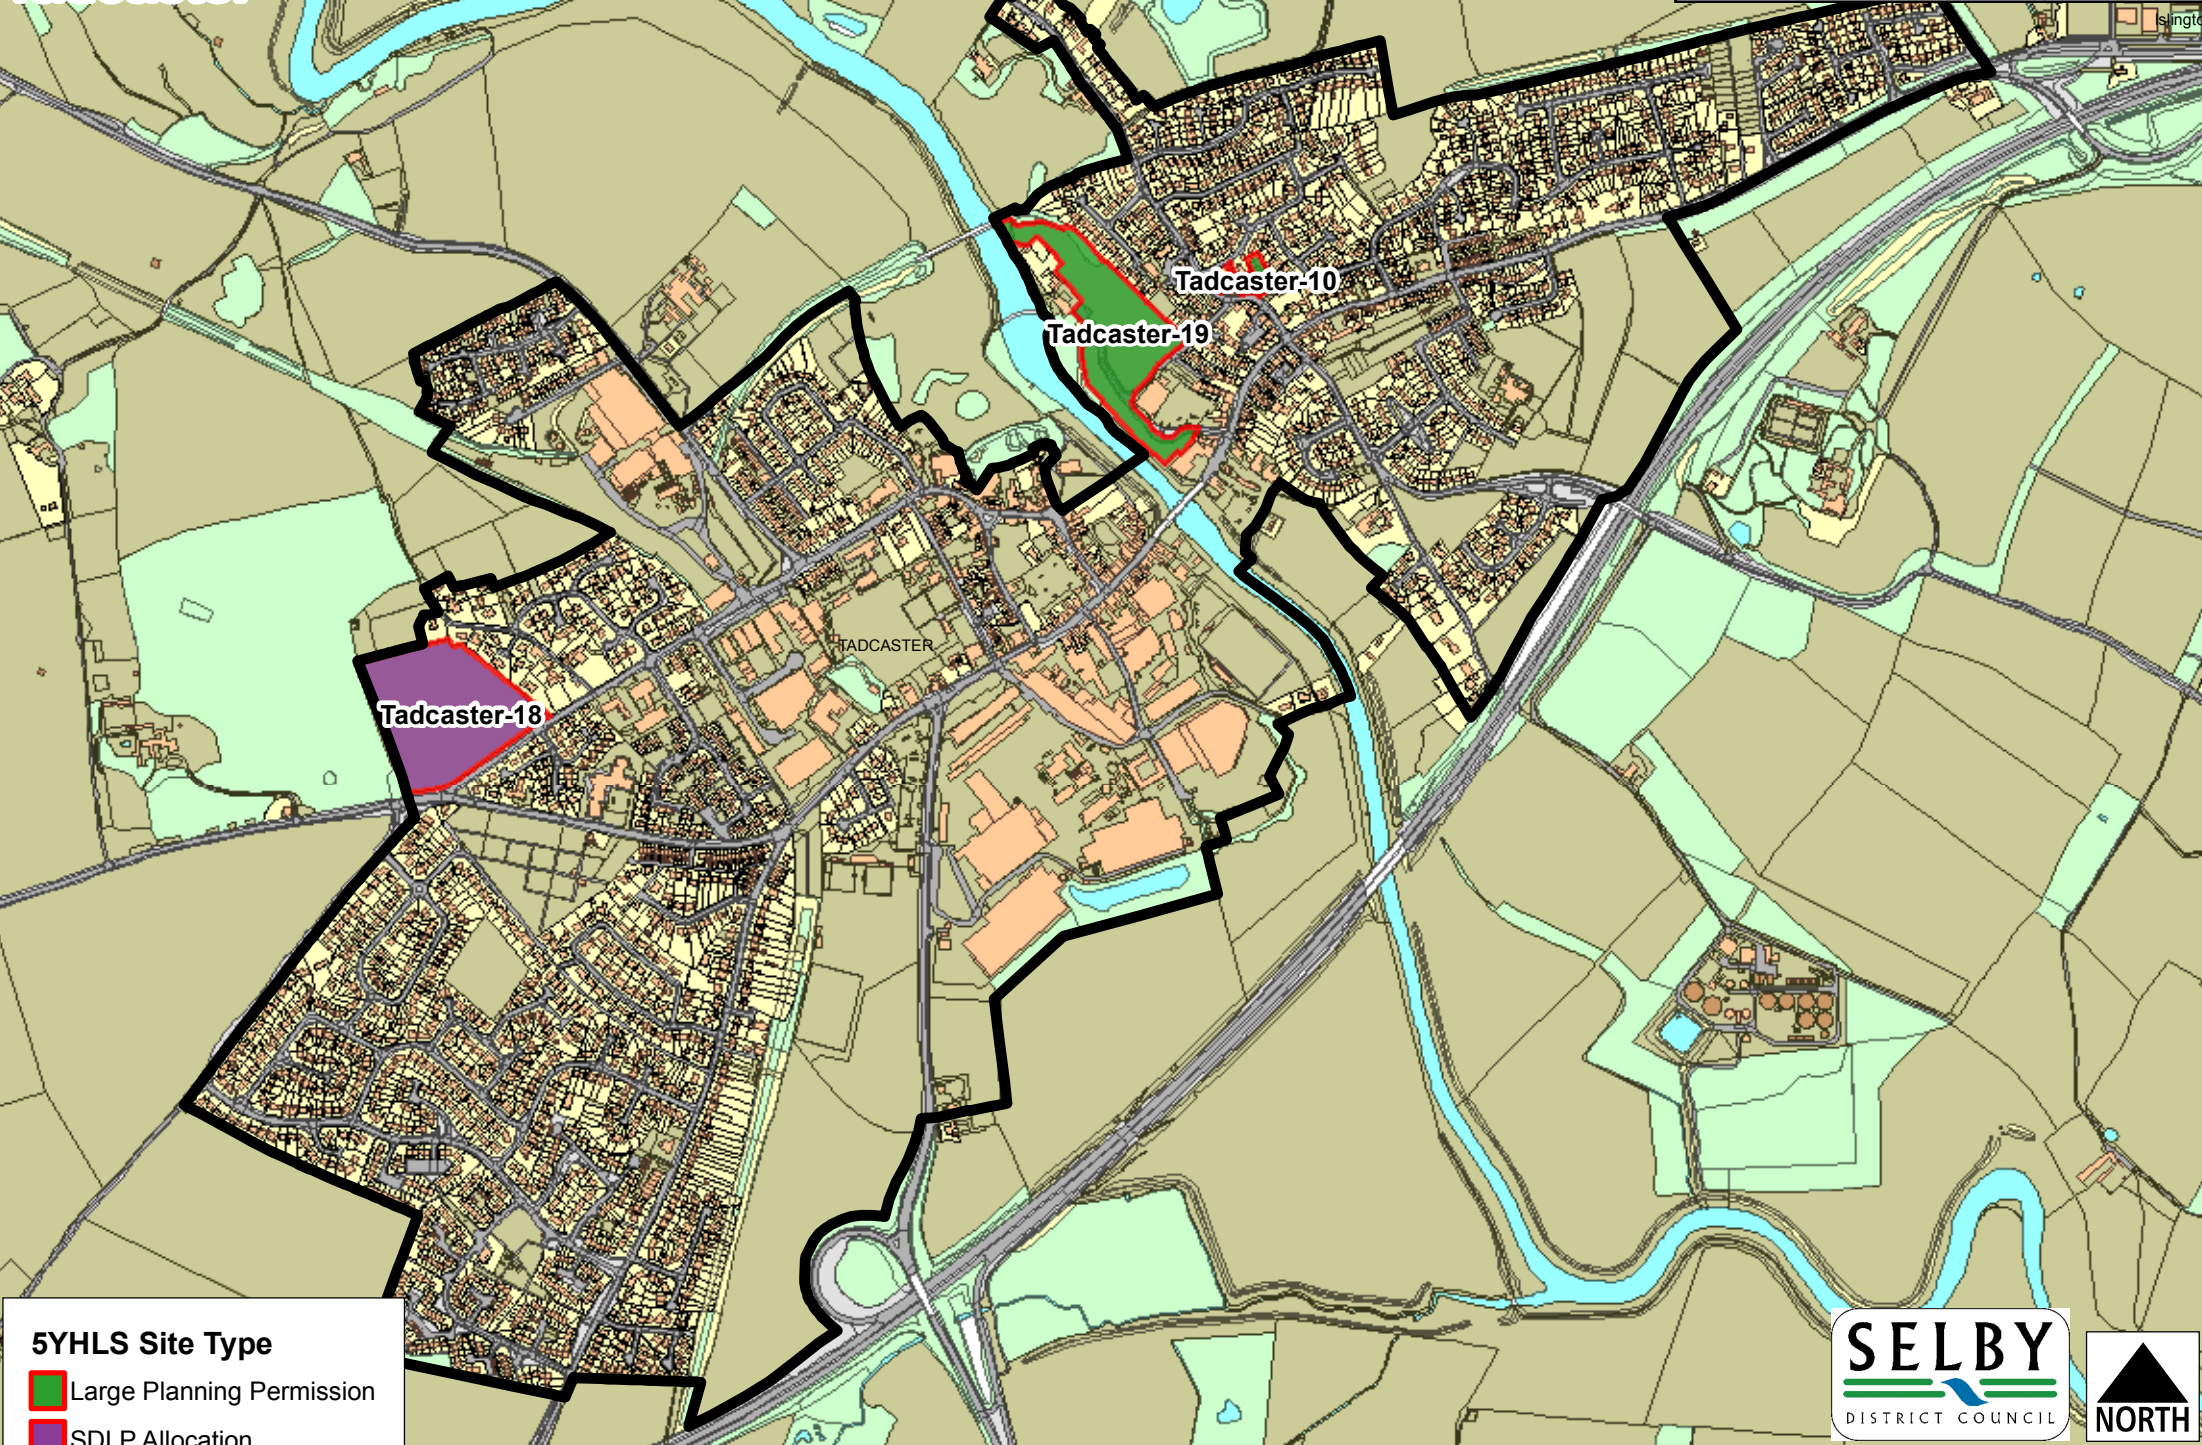 Islingto
Tadcaster-10
Tadcaster-19
TADCASTER
Tadcaster-18
5YHLS Site Type
Large Planning Permission
SDLP Allocation
SELBY
DISTRICT COUNCIL
NORTH